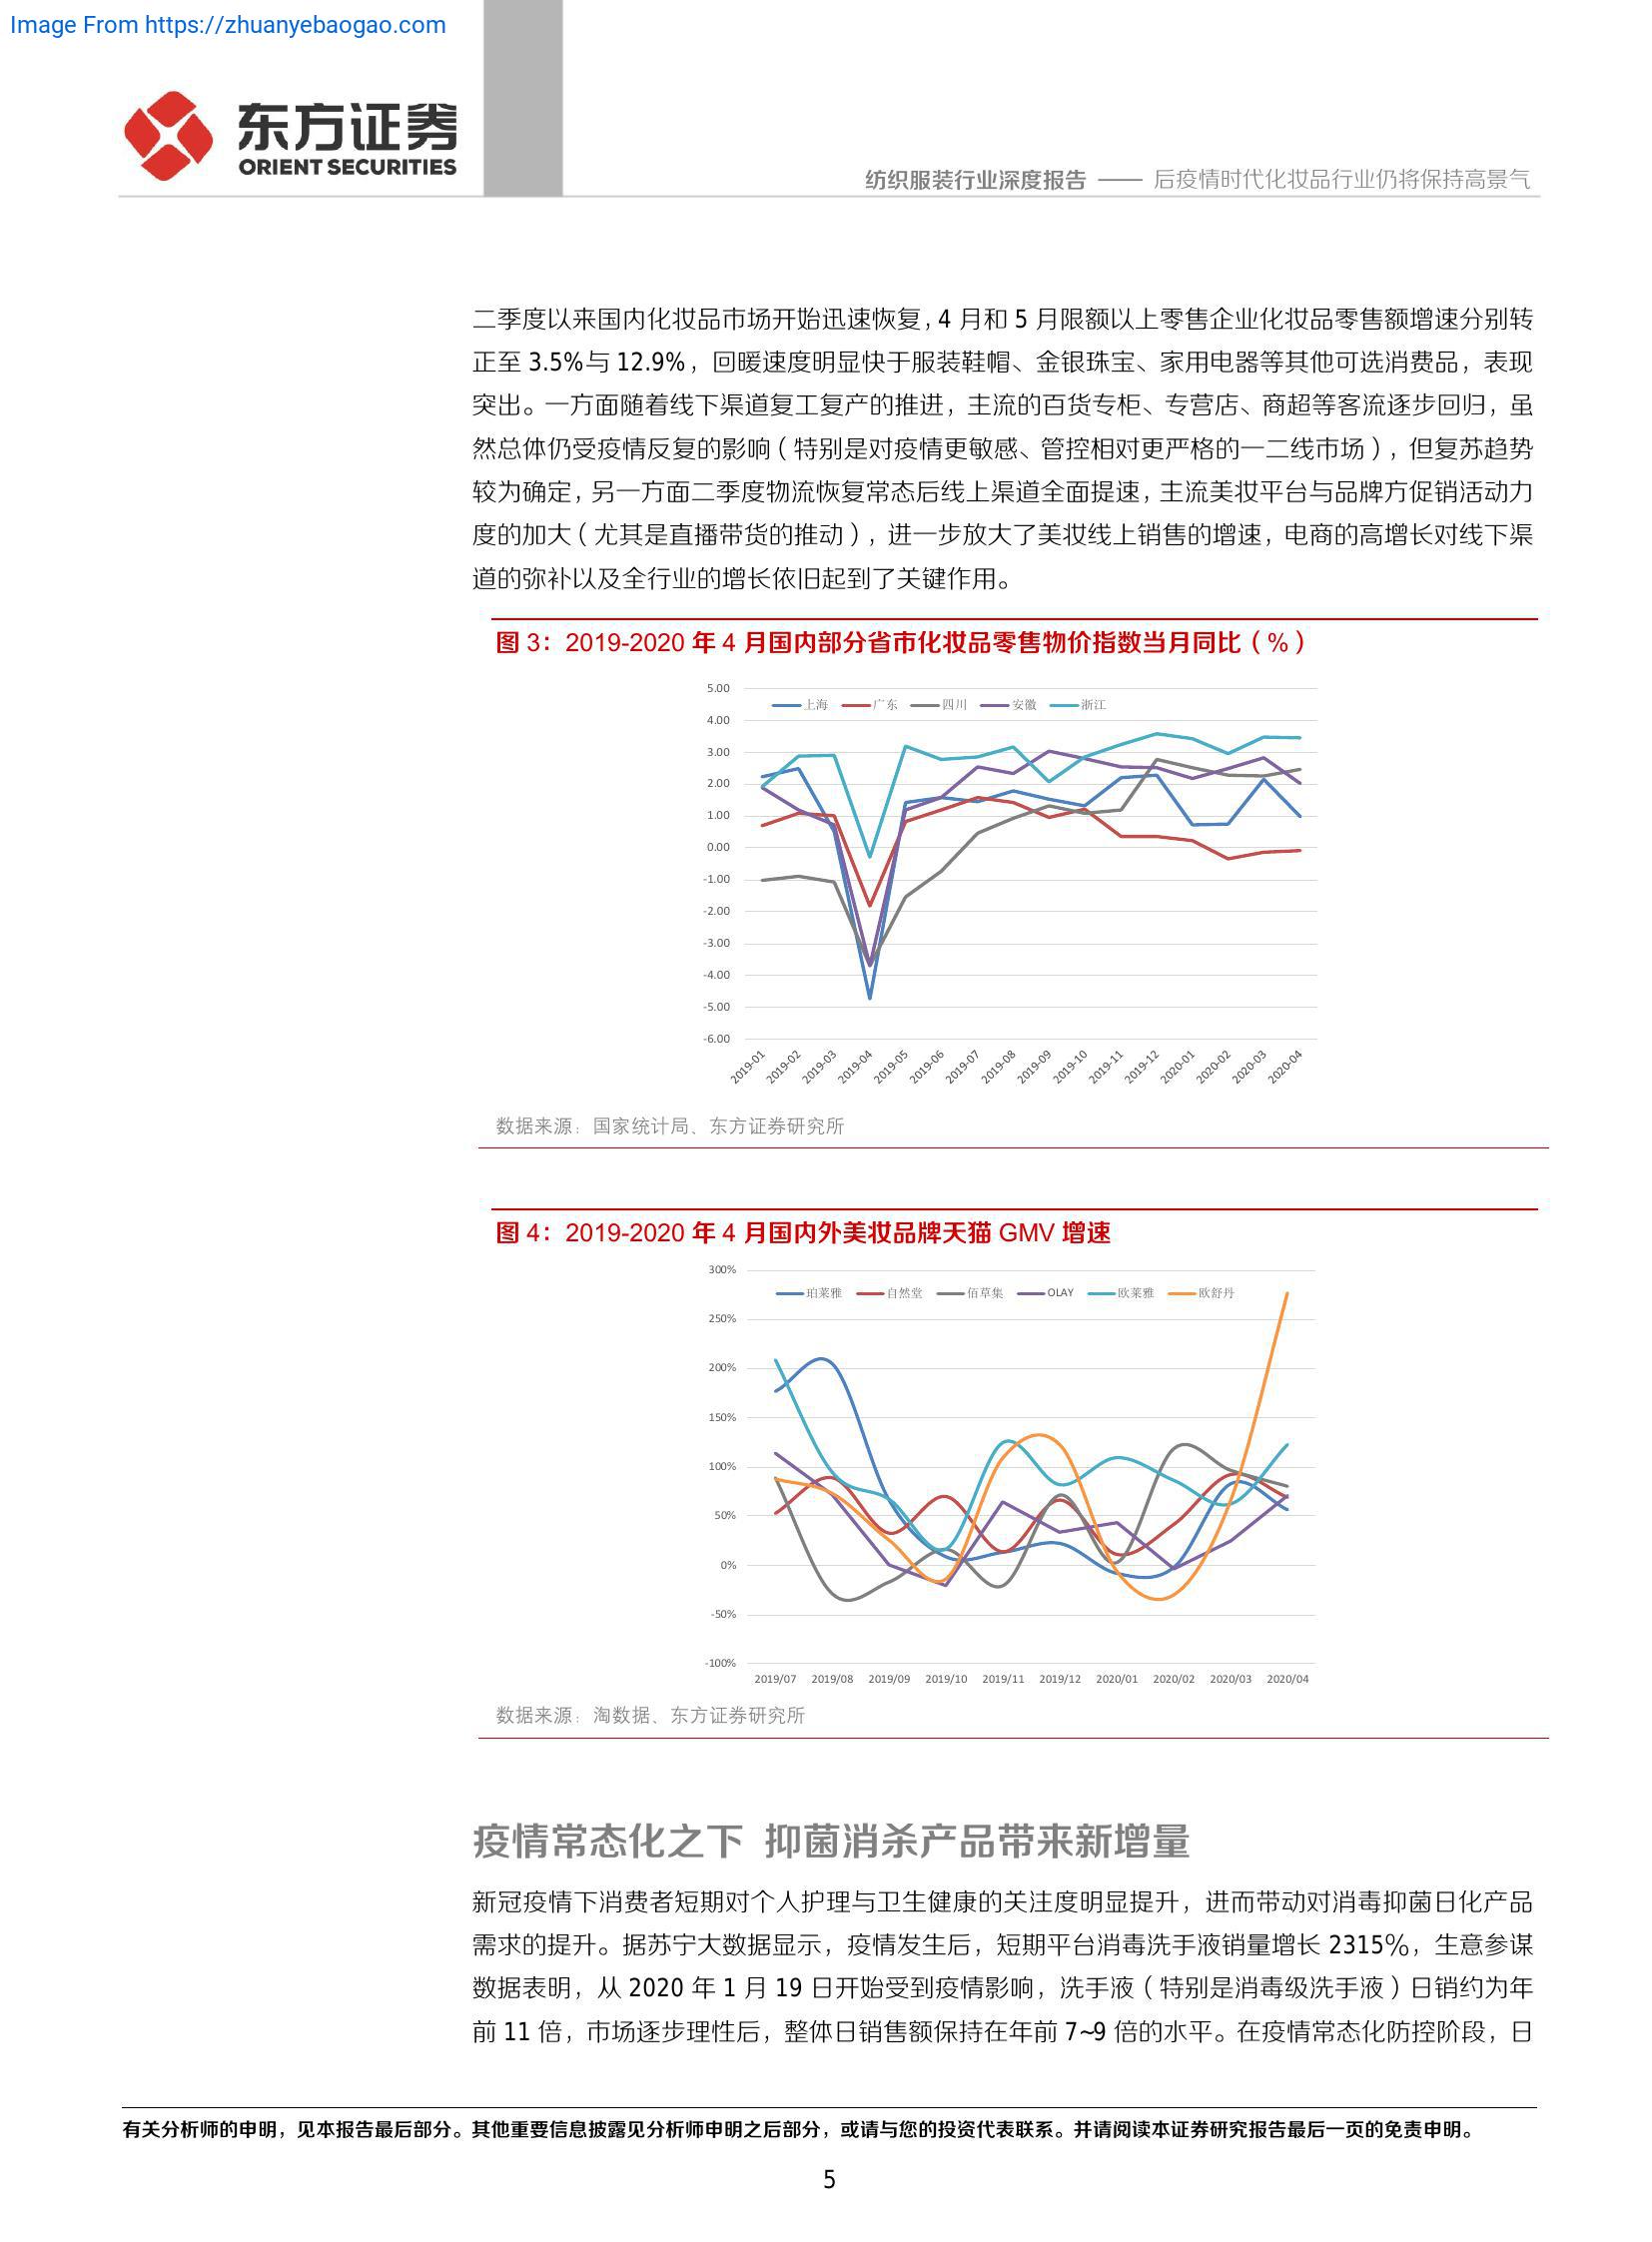 Image From https://zhuanyebaogao.com
东方证券
ORIENT SECURITIES
纺织服装行业深度报告 —— 后疫情时代化妆品行业仍将保持高景气
二季度以来国内化妆品市场开始迅速恢复，4 月和 5 月限额以上零售企业化妆品零售额增速分别转
正至 3.5%与 12.9%，回暖速度明显快于服装鞋帽、金银珠宝、家用电器等其他可选消费品，表现
突出。一方面随着线下渠道复工复产的推进，主流的百货专柜、专营店、商超等客流逐步回归，虽
然总体仍受疫情反复的影响（特别是对疫情更敏感、管控相对更严格的一二线市场），但复苏趋势
较为确定，另一方面二季度物流恢复常态后线上渠道全面提速，主流美妆平台与品牌方促销活动力
度的加大（尤其是直播带货的推动），进一步放大了美妆线上销售的增速，电商的高增长对线下渠
道的弥补以及全行业的增长依旧起到了关键作用。
图 3：2019-2020 年 4 月国内部分省市化妆品零售物价指数当月同比（%）
5.00
上海 广东 四川 安徽 浙江
4.00
3.00
2.00
1.00
0.00
-1.00
-2.00
-3.00
-4.00
-5.00
-6.00
2019-01 2019-02 2019-03 2019-04 2019-05 2019-06 2019-07 2019-08 2019-09 2019-10 2019-11 2019-12 2020-01 2020-02 2020-03 2020-04
数据来源：国家统计局、东方证券研究所
图 4：2019-2020 年 4 月国内外美妆品牌天猫 GMV 增速
300%
珀莱雅 自然堂 佰草集 OLAY 欧莱雅 欧舒丹
250%
200%
150%
100%
50%
0%
-50%
-100%
2019/07 2019/08 2019/09 2019/10 2019/11 2019/12 2020/01 2020/02 2020/03 2020/04
数据来源：淘数据、东方证券研究所
疫情常态化之下 抑菌消杀产品带来新增量
新冠疫情下消费者短期对个人护理与卫生健康的关注度明显提升，进而带动对消毒抑菌日化产品
需求的提升。据苏宁大数据显示，疫情发生后，短期平台消毒洗手液销量增长 2315%，生意参谋
数据表明，从 2020 年 1 月 19 日开始受到疫情影响，洗手液（特别是消毒级洗手液）日销约为年
前 11 倍，市场逐步理性后，整体日销售额保持在年前 7~9 倍的水平。在疫情常态化防控阶段，日
有关分析师的申明，见本报告最后部分。其他重要信息披露见分析师申明之后部分，或请与您的投资代表联系。并请阅读本证券研究报告最后一页的免责申明。
5